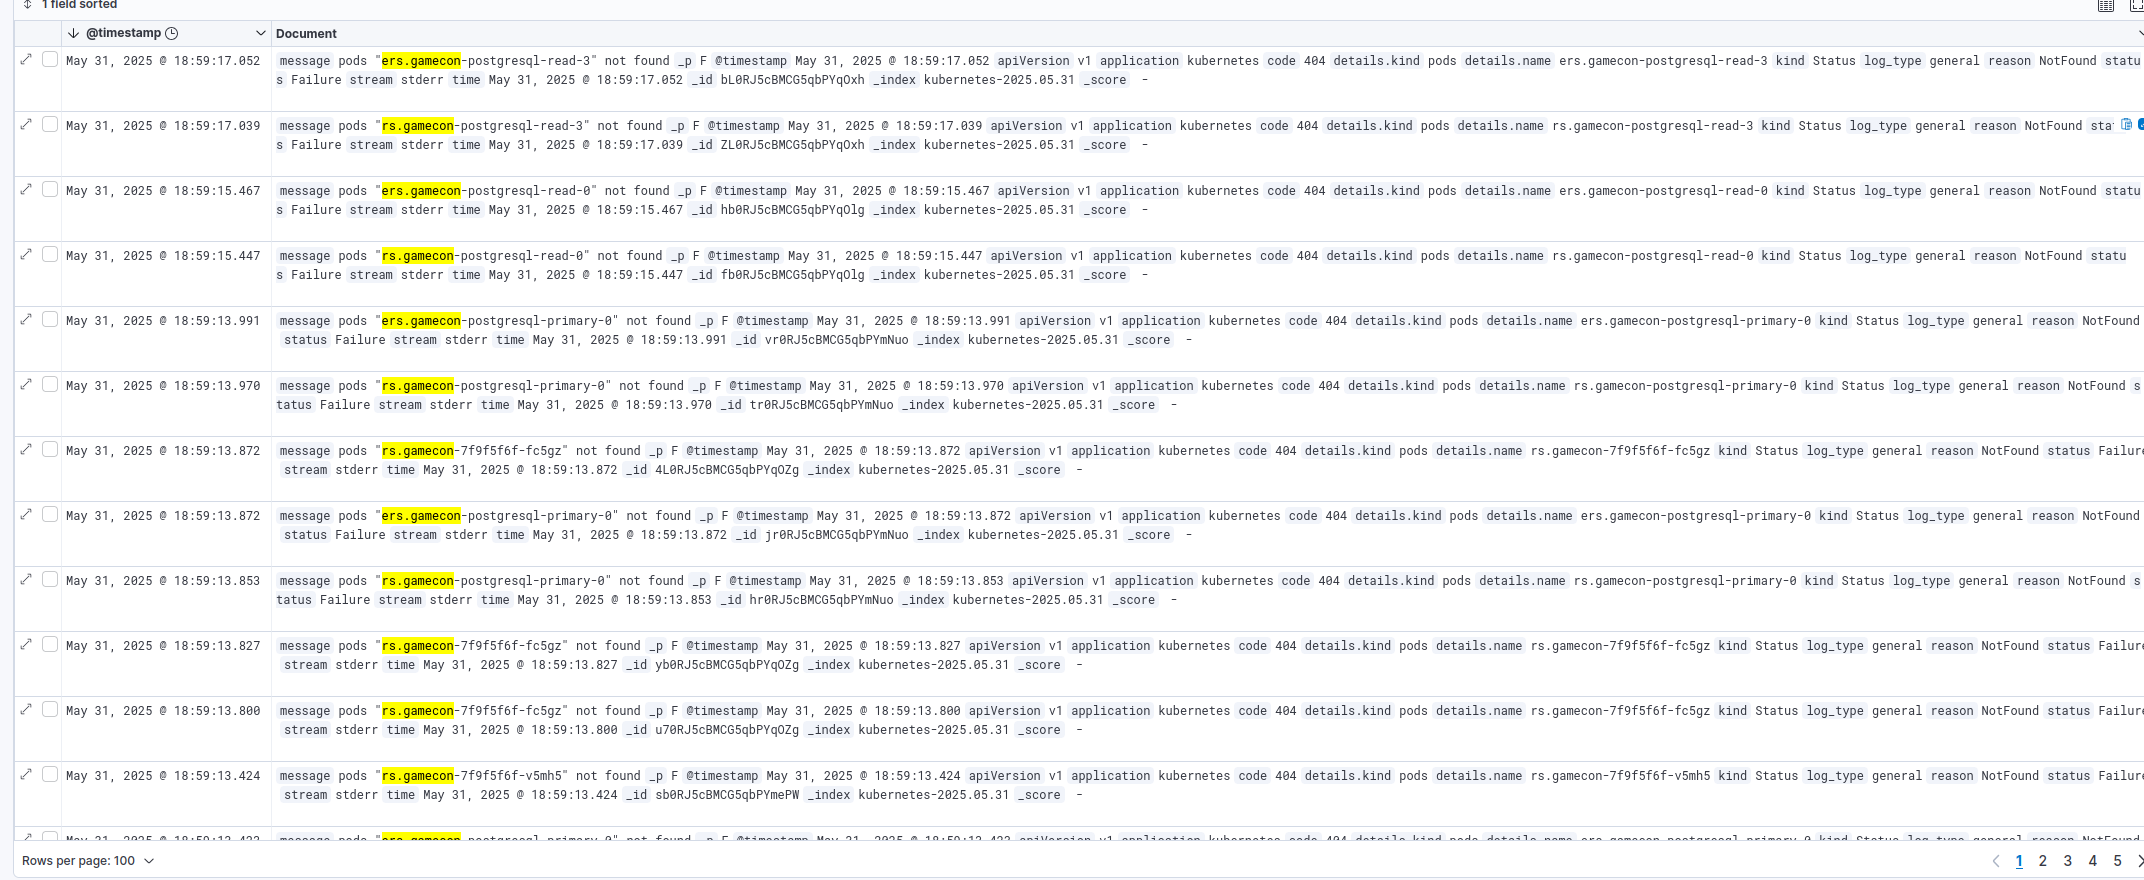 1 field sorted
@timestamp Document
May 31, 2025 @ 18:59:17.052 message pods "ers.gamecon-postgresql-read-3" not found _p F @timestamp May 31, 2025 @ 18:59:17.052 apiVersion v1 application kubernetes code 404 details.kind pods details.name ers.gamecon-postgresql-read-3 kind Status log_type general reason NotFound statu
s Failure stream stderr time May 31, 2025 @ 18:59:17.052 _id bL0RJ5cBMCG5qbPYqOxh _index kubernetes-2025.05.31 _score -
May 31, 2025 @ 18:59:17.039 message pods "rs.gamecon-postgresql-read-3" not found _p F @timestamp May 31, 2025 @ 18:59:17.039 apiVersion v1 application kubernetes code 404 details.kind pods details.name rs.gamecon-postgresql-read-3 kind Status log_type general reason NotFound sta
s Failure stream stderr time May 31, 2025 @ 18:59:17.039 _id ZL0RJ5cBMCG5qbPYqOxh _index kubernetes-2025.05.31 _score -
May 31, 2025 @ 18:59:15.467 message pods "ers.gamecon-postgresql-read-0" not found _p F @timestamp May 31, 2025 @ 18:59:15.467 apiVersion v1 application kubernetes code 404 details.kind pods details.name ers.gamecon-postgresql-read-0 kind Status log_type general reason NotFound statu
s Failure stream stderr time May 31, 2025 @ 18:59:15.467 _id hb0RJ5cBMCG5qbPYqOlg _index kubernetes-2025.05.31 _score -
May 31, 2025 @ 18:59:15.447 message pods "rs.gamecon-postgresql-read-0" not found _p F @timestamp May 31, 2025 @ 18:59:15.447 apiVersion v1 application kubernetes code 404 details.kind pods details.name rs.gamecon-postgresql-read-0 kind Status log_type general reason NotFound statu
s Failure stream stderr time May 31, 2025 @ 18:59:15.447 _id fb0RJ5cBMCG5qbPYqOlg _index kubernetes-2025.05.31 _score -
May 31, 2025 @ 18:59:13.991 message pods "ers.gamecon-postgresql-primary-0" not found _p F @timestamp May 31, 2025 @ 18:59:13.991 apiVersion v1 application kubernetes code 404 details.kind pods details.name ers.gamecon-postgresql-primary-0 kind Status log_type general reason NotFound
status Failure stream stderr time May 31, 2025 @ 18:59:13.991 _id vr0RJ5cBMCG5qbPYmNuo _index kubernetes-2025.05.31 _score -
May 31, 2025 @ 18:59:13.970 message pods "rs.gamecon-postgresql-primary-0" not found _p F @timestamp May 31, 2025 @ 18:59:13.970 apiVersion v1 application kubernetes code 404 details.kind pods details.name rs.gamecon-postgresql-primary-0 kind Status log_type general reason NotFound s
tatus Failure stream stderr time May 31, 2025 @ 18:59:13.970 _id tr0RJ5cBMCG5qbPYmNuo _index kubernetes-2025.05.31 _score -
May 31, 2025 @ 18:59:13.872 message pods "rs.gamecon-7f9f5f6f-fc5gz" not found _p F @timestamp May 31, 2025 @ 18:59:13.872 apiVersion v1 application kubernetes code 404 details.kind pods details.name rs.gamecon-7f9f5f6f-fc5gz kind Status log_type general reason NotFound status Failure
stream stderr time May 31, 2025 @ 18:59:13.872 _id 4L0RJ5cBMCG5qbPYqOZg _index kubernetes-2025.05.31 _score -
May 31, 2025 @ 18:59:13.872 message pods "ers.gamecon-postgresql-primary-0" not found _p F @timestamp May 31, 2025 @ 18:59:13.872 apiVersion v1 application kubernetes code 404 details.kind pods details.name ers.gamecon-postgresql-primary-0 kind Status log_type general reason NotFound
status Failure stream stderr time May 31, 2025 @ 18:59:13.872 _id jr0RJ5cBMCG5qbPYmNuo _index kubernetes-2025.05.31 _score -
May 31, 2025 @ 18:59:13.853 message pods "rs.gamecon-postgresql-primary-0" not found _p F @timestamp May 31, 2025 @ 18:59:13.853 apiVersion v1 application kubernetes code 404 details.kind pods details.name rs.gamecon-postgresql-primary-0 kind Status log_type general reason NotFound s
tatus Failure stream stderr time May 31, 2025 @ 18:59:13.853 _id hr0RJ5cBMCG5qbPYmNuo _index kubernetes-2025.05.31 _score -
May 31, 2025 @ 18:59:13.827 message pods "rs.gamecon-7f9f5f6f-fc5gz" not found _p F @timestamp May 31, 2025 @ 18:59:13.827 apiVersion v1 application kubernetes code 404 details.kind pods details.name rs.gamecon-7f9f5f6f-fc5gz kind Status log_type general reason NotFound status Failure
stream stderr time May 31, 2025 @ 18:59:13.827 _id yb0RJ5cBMCG5qbPYqOZg _index kubernetes-2025.05.31 _score -
May 31, 2025 @ 18:59:13.800 message pods "rs.gamecon-7f9f5f6f-fc5gz" not found _p F @timestamp May 31, 2025 @ 18:59:13.800 apiVersion v1 application kubernetes code 404 details.kind pods details.name rs.gamecon-7f9f5f6f-fc5gz kind Status log_type general reason NotFound status Failure
stream stderr time May 31, 2025 @ 18:59:13.800 _id u70RJ5cBMCG5qbPYqOZg _index kubernetes-2025.05.31 _score -
May 31, 2025 @ 18:59:13.424 message pods "rs.gamecon-7f9f5f6f-v5mh5" not found _p F @timestamp May 31, 2025 @ 18:59:13.424 apiVersion v1 application kubernetes code 404 details.kind pods details.name rs.gamecon-7f9f5f6f-v5mh5 kind Status log_type general reason NotFound status Failure
stream stderr time May 31, 2025 @ 18:59:13.424 _id sb0RJ5cBMCG5qbPYmePW _index kubernetes-2025.05.31 _score -
Rows per page: 100 1 2 3 4 5